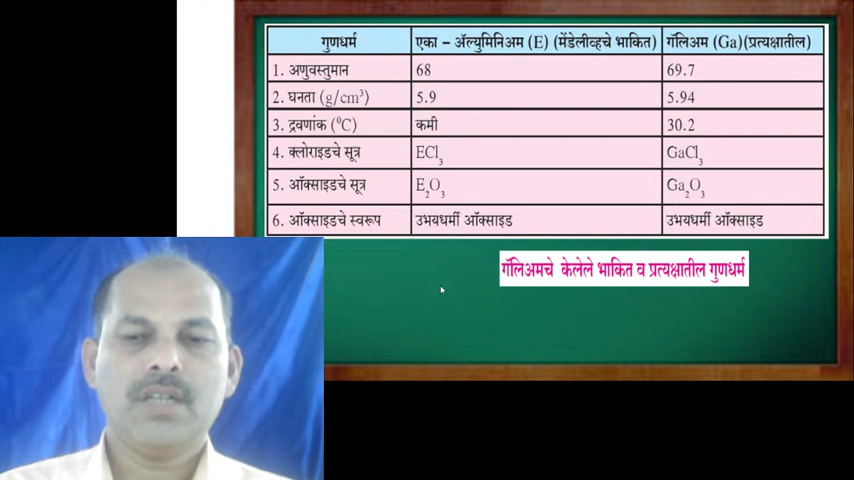 गुणधर्म एका – ॲल्युमिनिअम (E) (मेंडेलीव्हचे भाकित) गॅलिअम (Ga)(प्रत्यक्षातील)
1. अणुवस्तुमान 68 69.7
2. घनता (g/cm³) 5.9 5.94
3. द्रवणांक (⁰C) कमी 30.2
4. क्लोराइडचे सूत्र ECl₃ GaCl₃
5. ऑक्साइडचे सूत्र E₂O₃ Ga₂O₃
6. ऑक्साइडचे स्वरूप उभयधर्मी ऑक्साइड उभयधर्मी ऑक्साइड
गॅलिअमचे केलेले भाकित व प्रत्यक्षातील गुणधर्म